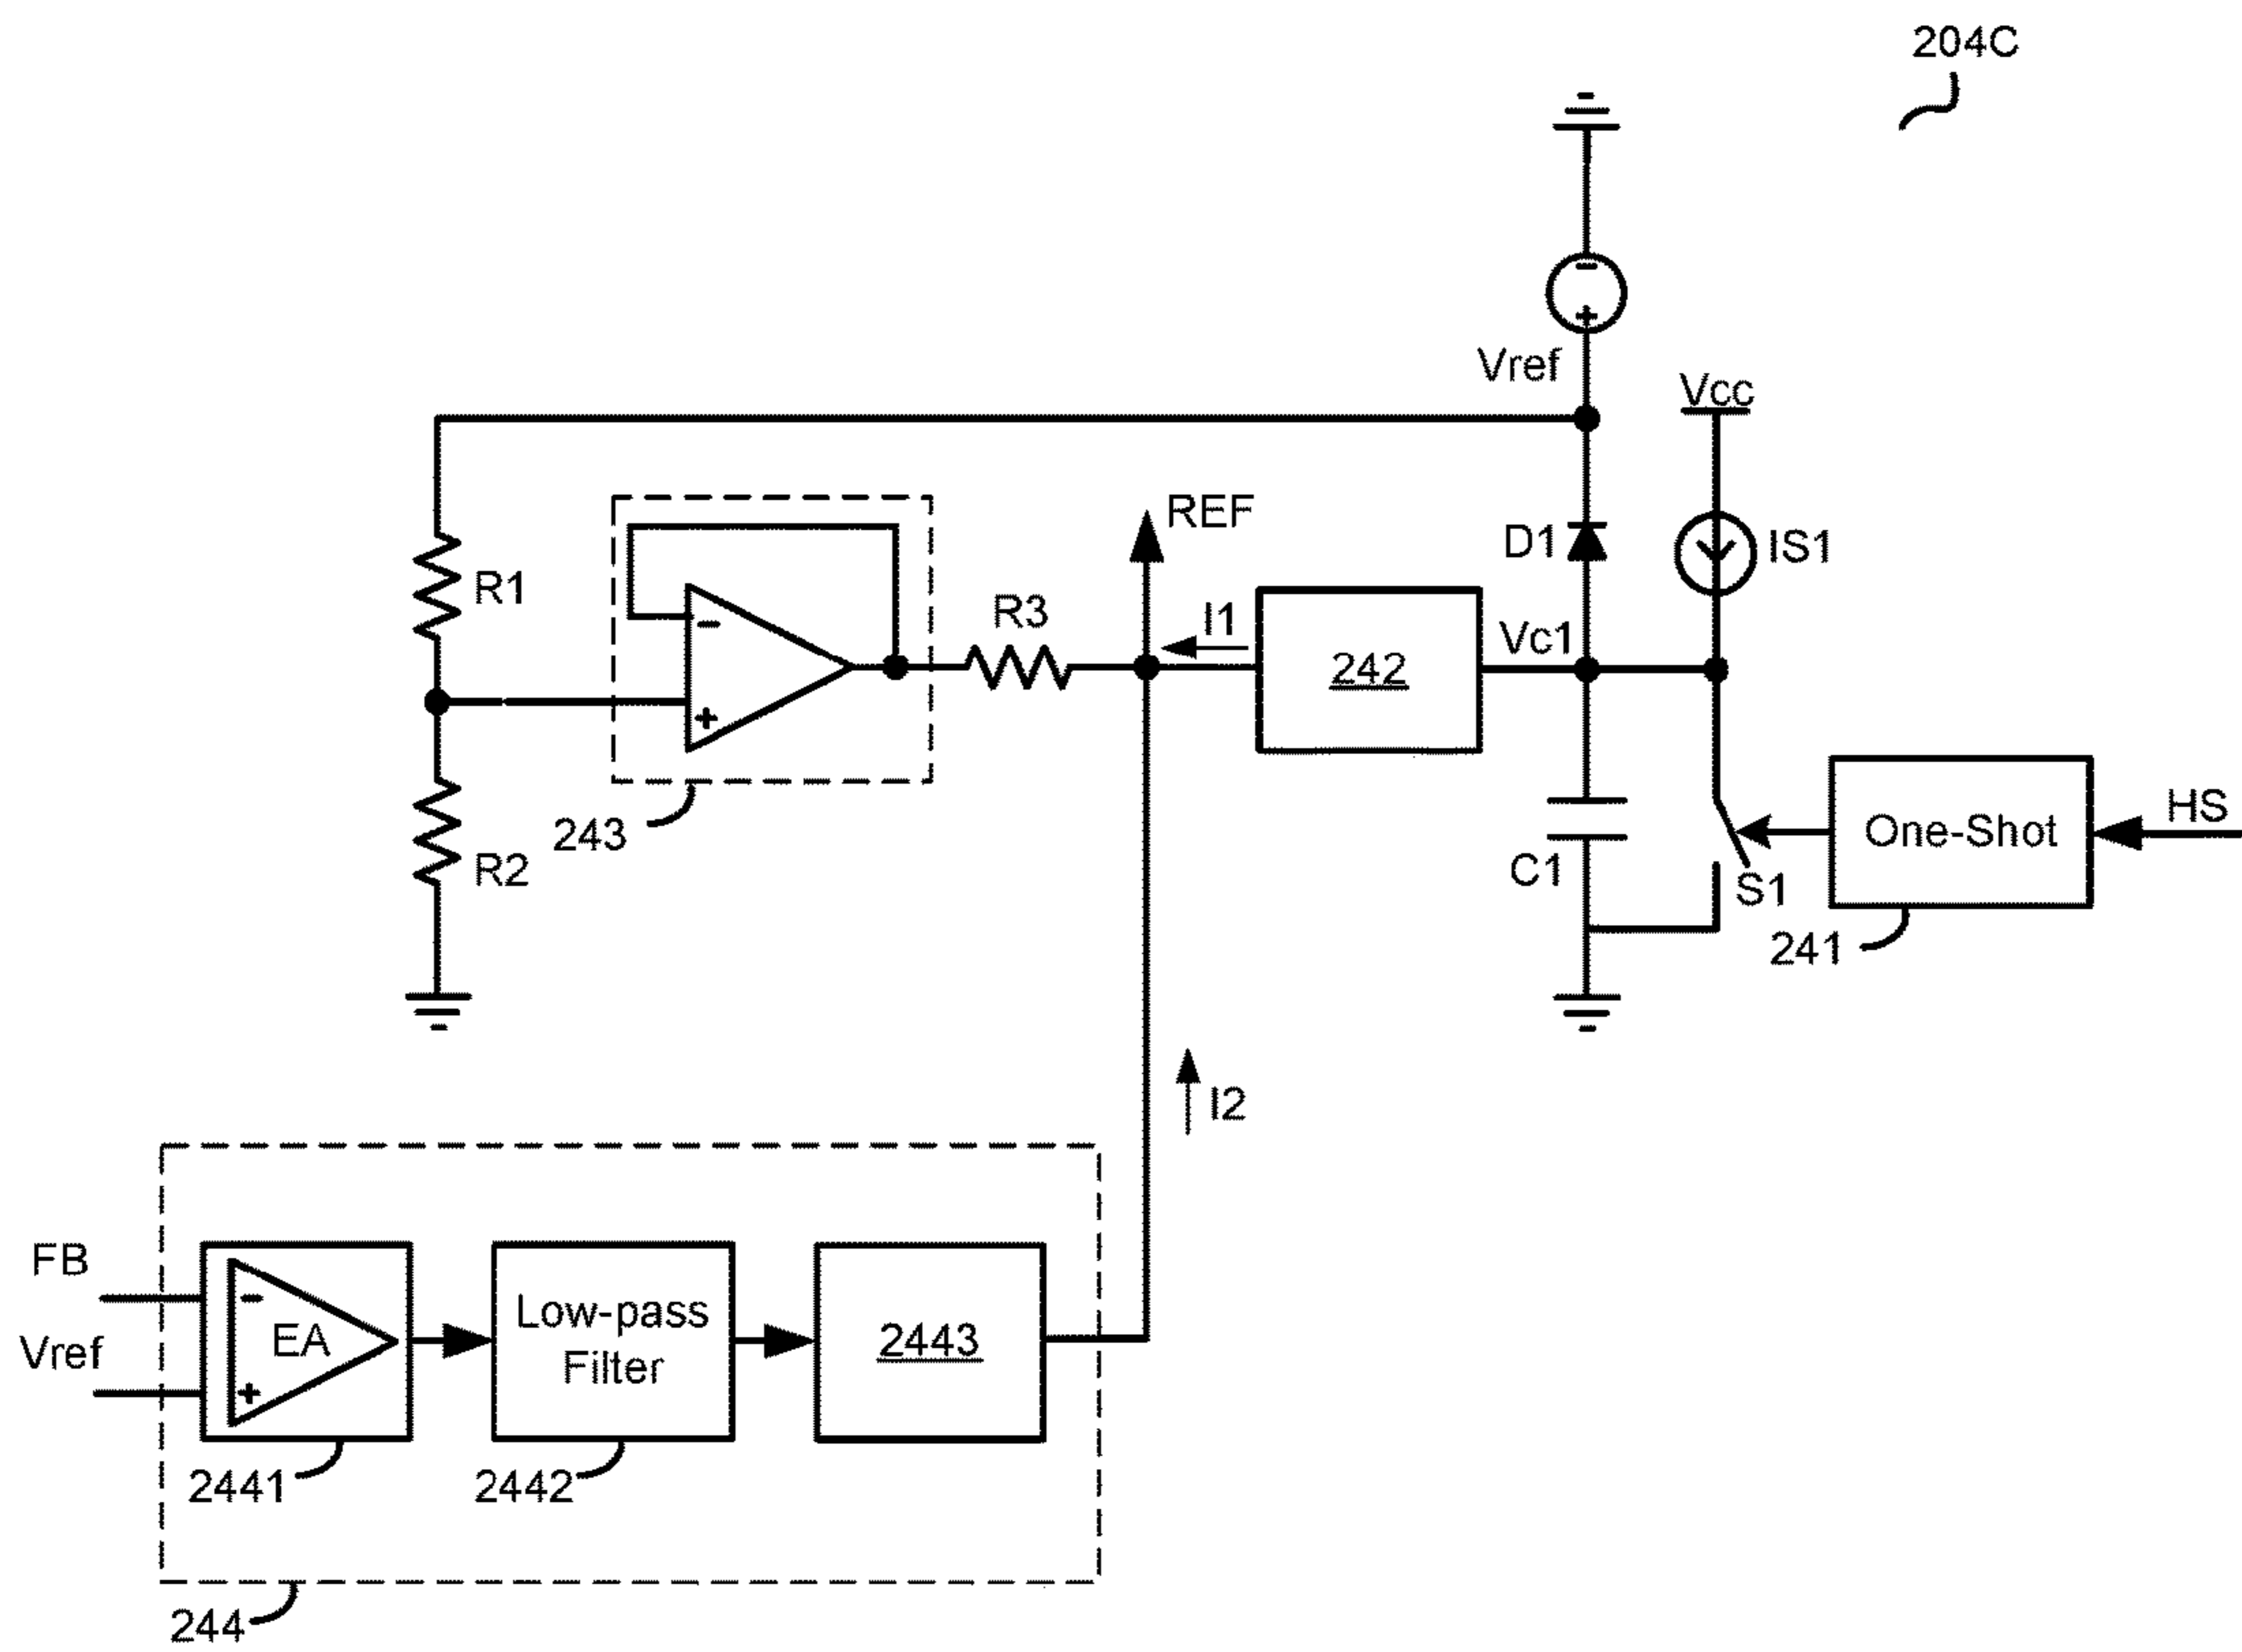 204C
Vref
Vcc
REF
D1
IS1
R1
R3
I1
Vc1
242
-
+
243
R2
C1
S1
One-Shot
HS
241
I2
FB
Vref
EA
Low-pass
Filter
2443
2441
2442
244